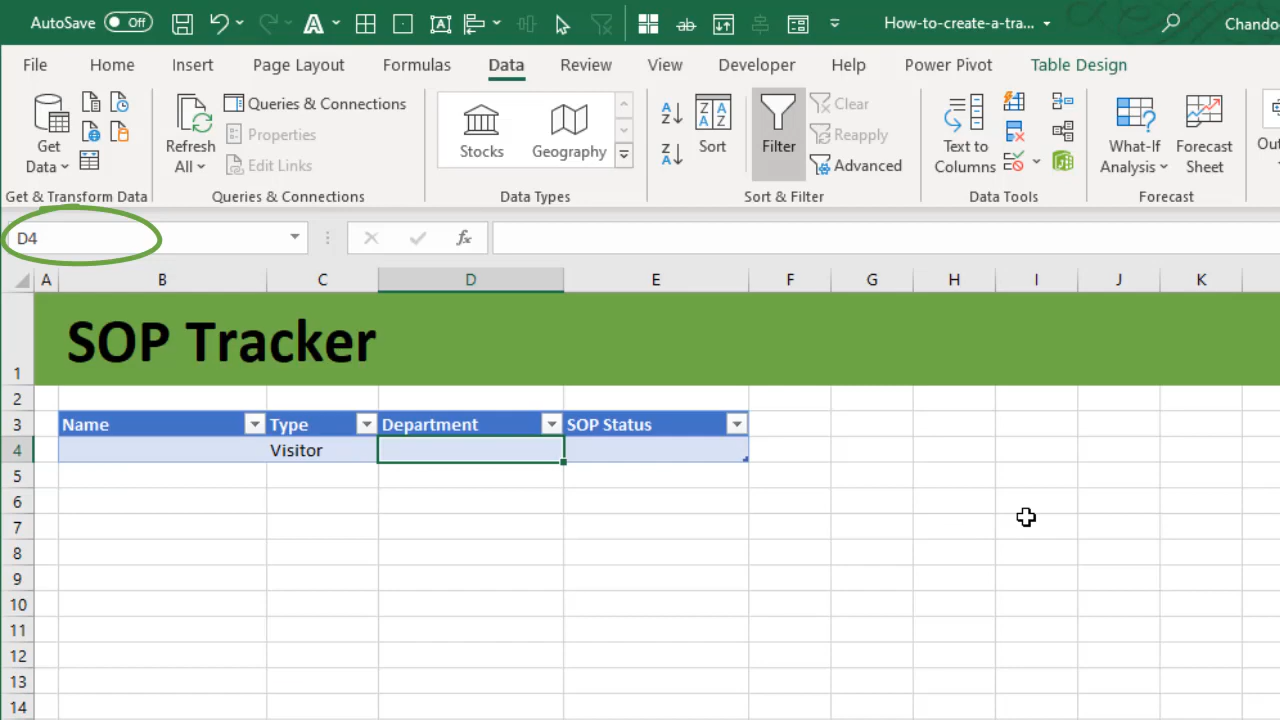 AutoSave Off How-to-create-a-tra... Chando
File Home Insert Page Layout Formulas Data Review View Developer Help Power Pivot Table Design
Get Data
Refresh All
Queries & Connections
Properties
Edit Links
Stocks
Geography
Sort
Filter
Clear
Reapply
Advanced
Text to Columns
What-If Analysis
Forecast Sheet
Out
Get & Transform Data Queries & Connections Data Types Sort & Filter Data Tools Forecast
D4 fx
A B C D E F G H I J K
1 SOP Tracker
2
3 Name Type Department SOP Status
4 Visitor
5
6
7
8
9
10
11
12
13
14